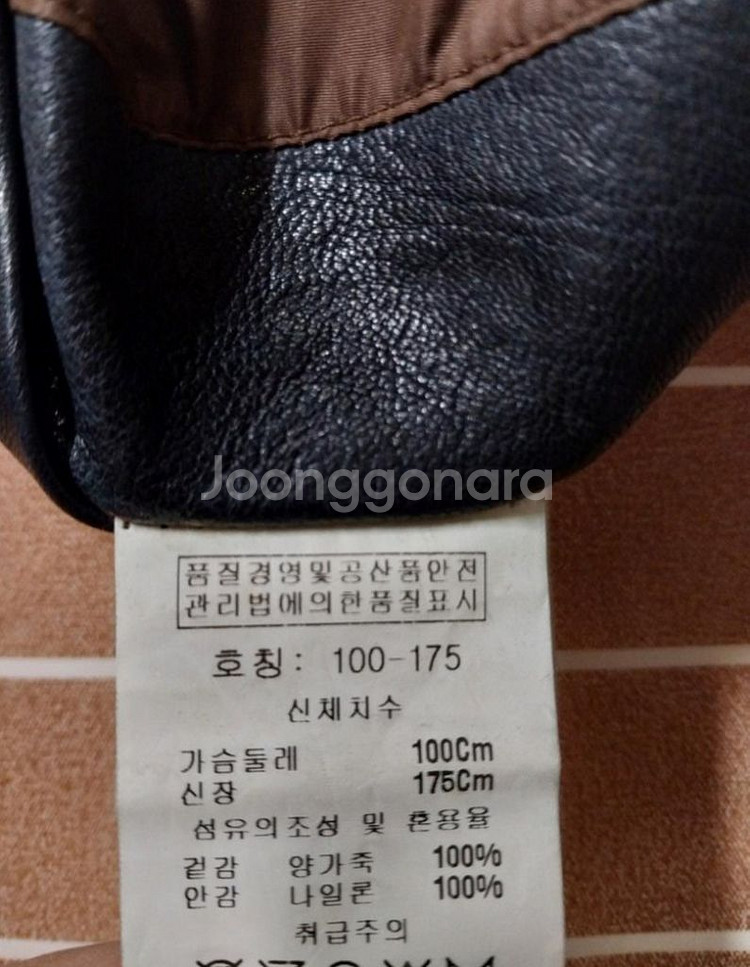 Joonggonara
품질경영및공산품안전
관리법에의한품질표시
호칭: 100-175
신체치수
가슴둘레 100Cm
신장 175Cm
섬유의조성 및 혼용율
겉감 양가죽 100%
안감 나일론 100%
취급주의